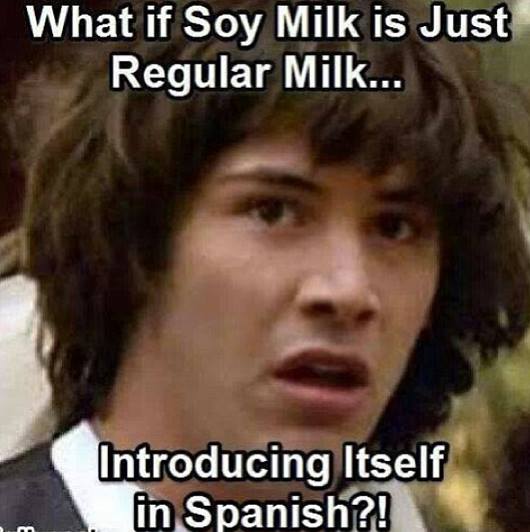 What if Soy Milk is Just
Regular Milk...
Introducing Itself
in Spanish?!